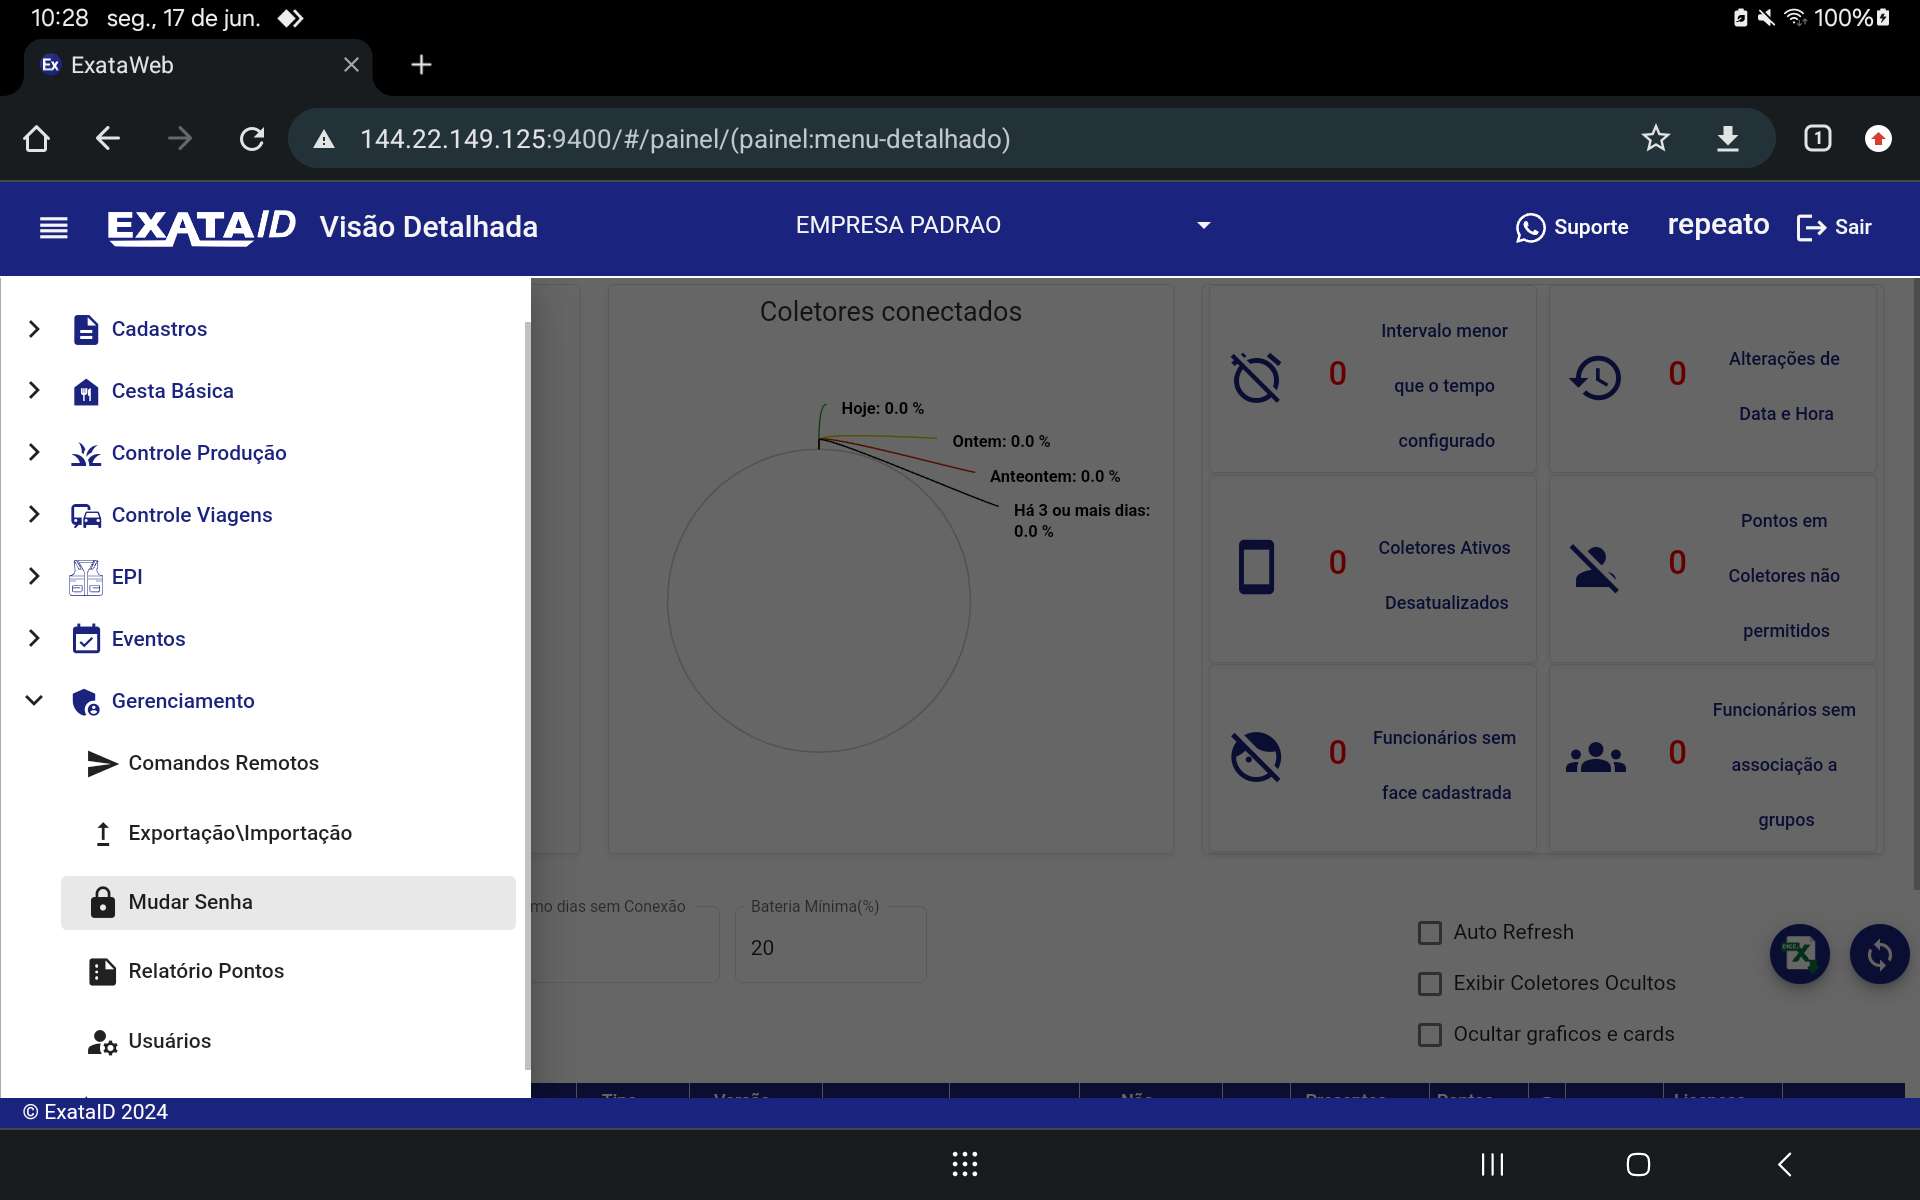 10:28 seg., 17 de jun. 100%
Ex ExataWeb
144.22.149.125:9400/#/painel/(painel:menu-detalhado) 1
EXATAID Visão Detalhada EMPRESA PADRAO Suporte repeato Sair
Cadastros
Cesta Básica
Controle Produção
Controle Viagens
EPI
Eventos
Gerenciamento
Comandos Remotos
Exportação\Importação
Mudar Senha
Relatório Pontos
Usuários
Coletores conectados
Hoje: 0.0 %
Ontem: 0.0 %
Anteontem: 0.0 %
Há 3 ou mais dias:
0.0 %
0 Intervalo menor
que o tempo
configurado
0 Alterações de
Data e Hora
0 Coletores Ativos
Desatualizados
0 Pontos em
Coletores não
permitidos
0 Funcionários sem
face cadastrada
0 Funcionários sem
associação a
grupos
mo dias sem Conexão
Bateria Mínima(%)
20
Auto Refresh
Exibir Coletores Ocultos
Ocultar graficos e cards
© ExataID 2024